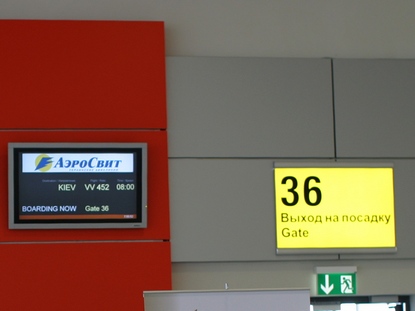 АэроСвит
KIEV VV 452 08:00
BOARDING NOW Gate 36
36
Выход на посадку
Gate